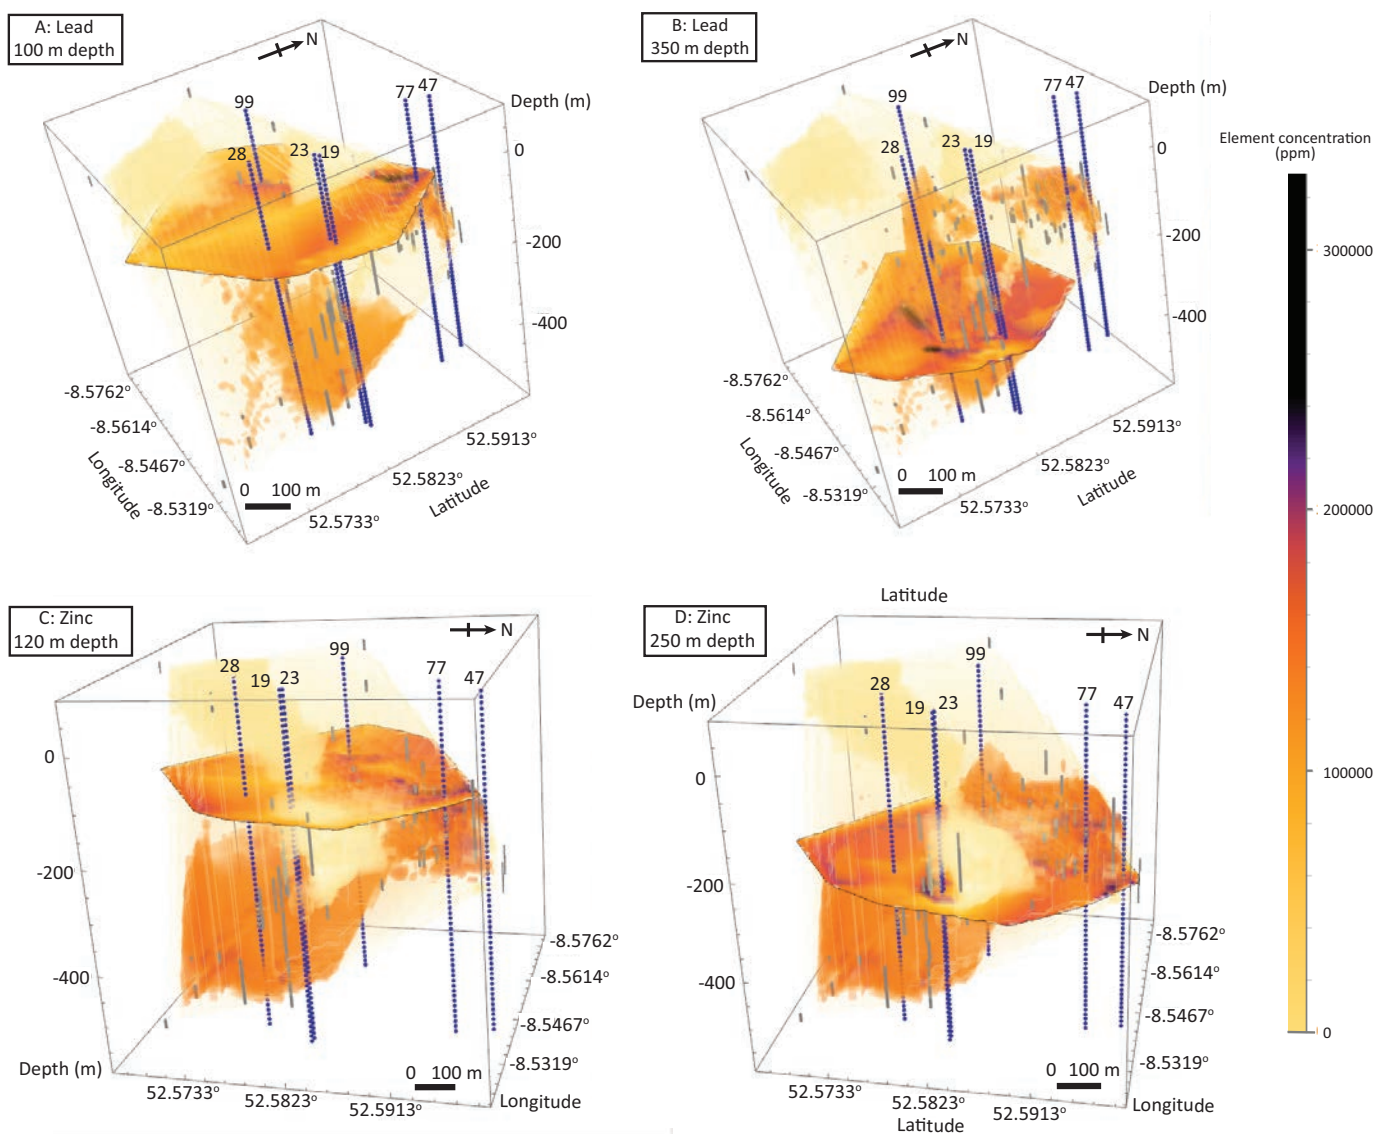 A: Lead
100 m depth
N
99
28
23
19
77
47
Depth (m)
0
-200
-400
-8.5762°
-8.5614°
-8.5467°
-8.5319°
Longitude
52.5913°
52.5823°
52.5733°
Latitude
0 100 m
B: Lead
350 m depth
N
99
28
23
19
77
47
Depth (m)
0
-200
-400
-8.5762°
-8.5614°
-8.5467°
-8.5319°
Longitude
52.5913°
52.5823°
52.5733°
Latitude
0 100 m
Element concentration
(ppm)
300000
200000
100000
0
C: Zinc
120 m depth
N
28
19
23
99
77
47
0
-200
-400
Depth (m)
-8.5762°
-8.5614°
-8.5467°
-8.5319°
0 100 m
52.5733°
52.5823°
52.5913°
Longitude
Latitude
D: Zinc
250 m depth
N
Depth (m)
28
19
23
99
77
47
0
-200
-400
-8.5762°
-8.5614°
-8.5467°
-8.5319°
0 100 m
52.5733°
52.5823°
52.5913°
Longitude
Latitude